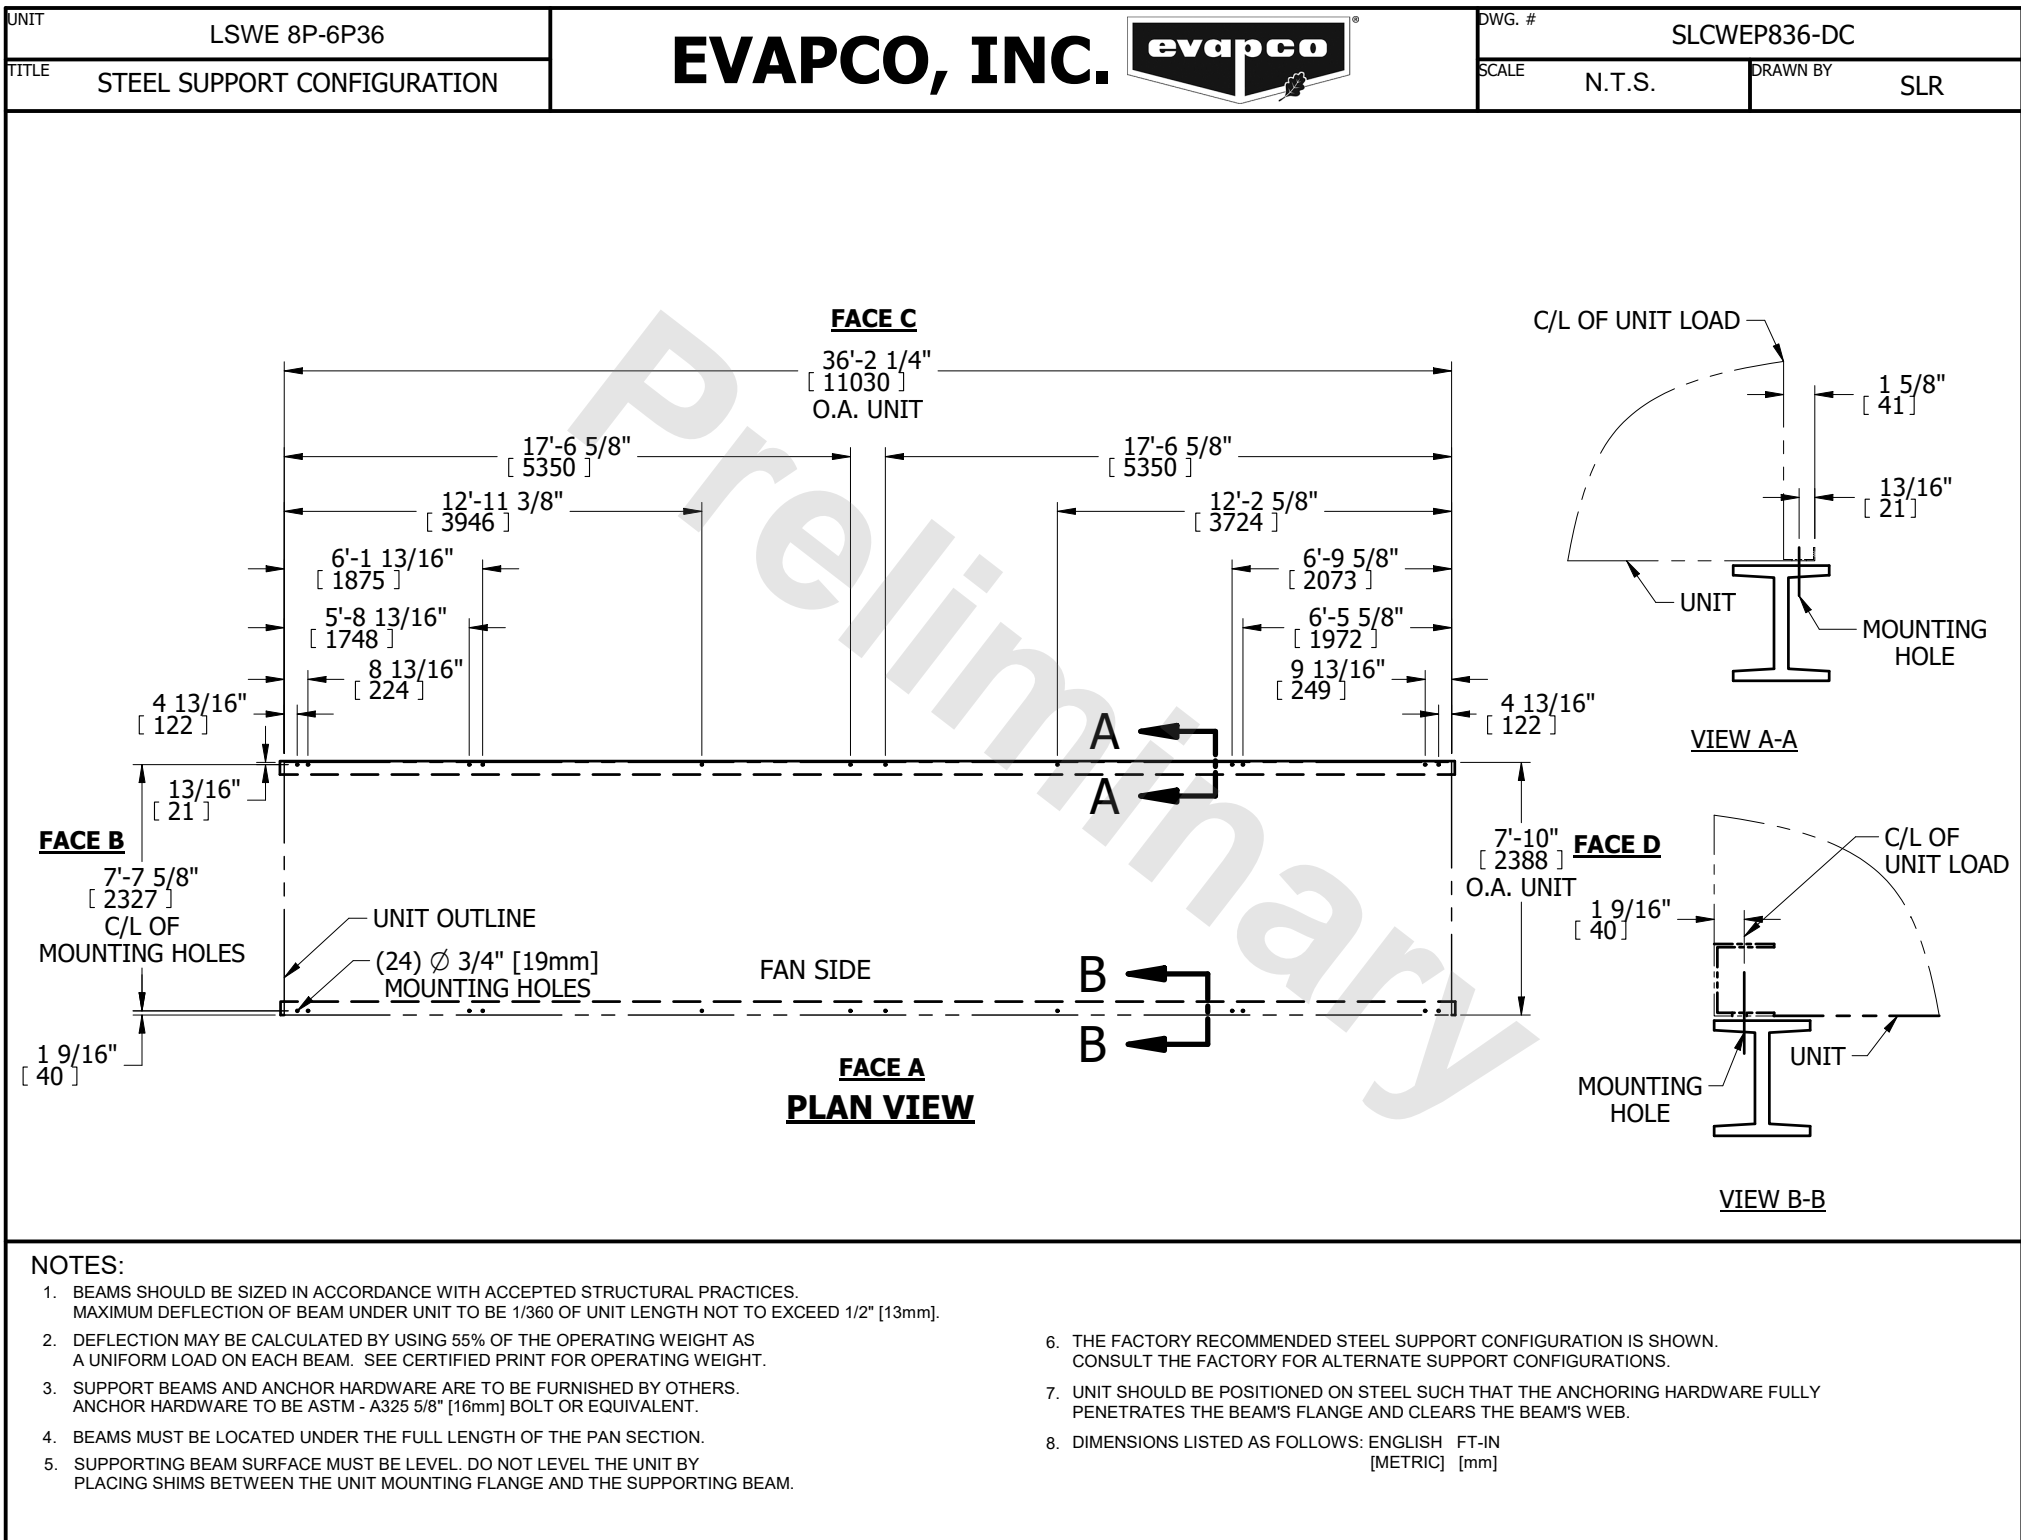 UNIT
LSWE 8P-6P36
TITLE
STEEL SUPPORT CONFIGURATION
EVAPCO, INC.
evapco
®
DWG. #
SLCWEP836-DC
SCALE
N.T.S.
DRAWN BY
SLR
Preliminary
FACE C
36'-2 1/4"
[ 11030 ]
O.A. UNIT
17'-6 5/8"
[ 5350 ]
17'-6 5/8"
[ 5350 ]
12'-11 3/8"
[ 3946 ]
12'-2 5/8"
[ 3724 ]
6'-1 13/16"
[ 1875 ]
6'-9 5/8"
[ 2073 ]
5'-8 13/16"
[ 1748 ]
6'-5 5/8"
[ 1972 ]
8 13/16"
[ 224 ]
9 13/16"
[ 249 ]
4 13/16"
[ 122 ]
4 13/16"
[ 122 ]
A
A
13/16"
[ 21 ]
FACE B
7'-7 5/8"
[ 2327 ]
C/L OF
MOUNTING HOLES
UNIT OUTLINE
(24) Ø 3/4" [19mm]
MOUNTING HOLES
FAN SIDE
B
B
7'-10"
[ 2388 ]
O.A. UNIT
FACE D
1 9/16"
[ 40 ]
FACE A
PLAN VIEW
C/L OF UNIT LOAD
1 5/8"
[ 41 ]
13/16"
[ 21 ]
UNIT
MOUNTING
HOLE
VIEW A-A
C/L OF
UNIT LOAD
1 9/16"
[ 40 ]
UNIT
MOUNTING
HOLE
VIEW B-B
NOTES:
1. BEAMS SHOULD BE SIZED IN ACCORDANCE WITH ACCEPTED STRUCTURAL PRACTICES.
MAXIMUM DEFLECTION OF BEAM UNDER UNIT TO BE 1/360 OF UNIT LENGTH NOT TO EXCEED 1/2" [13mm].
2. DEFLECTION MAY BE CALCULATED BY USING 55% OF THE OPERATING WEIGHT AS
A UNIFORM LOAD ON EACH BEAM. SEE CERTIFIED PRINT FOR OPERATING WEIGHT.
3. SUPPORT BEAMS AND ANCHOR HARDWARE ARE TO BE FURNISHED BY OTHERS.
ANCHOR HARDWARE TO BE ASTM - A325 5/8" [16mm] BOLT OR EQUIVALENT.
4. BEAMS MUST BE LOCATED UNDER THE FULL LENGTH OF THE PAN SECTION.
5. SUPPORTING BEAM SURFACE MUST BE LEVEL. DO NOT LEVEL THE UNIT BY
PLACING SHIMS BETWEEN THE UNIT MOUNTING FLANGE AND THE SUPPORTING BEAM.
6. THE FACTORY RECOMMENDED STEEL SUPPORT CONFIGURATION IS SHOWN.
CONSULT THE FACTORY FOR ALTERNATE SUPPORT CONFIGURATIONS.
7. UNIT SHOULD BE POSITIONED ON STEEL SUCH THAT THE ANCHORING HARDWARE FULLY
PENETRATES THE BEAM'S FLANGE AND CLEARS THE BEAM'S WEB.
8. DIMENSIONS LISTED AS FOLLOWS: ENGLISH FT-IN
[METRIC] [mm]